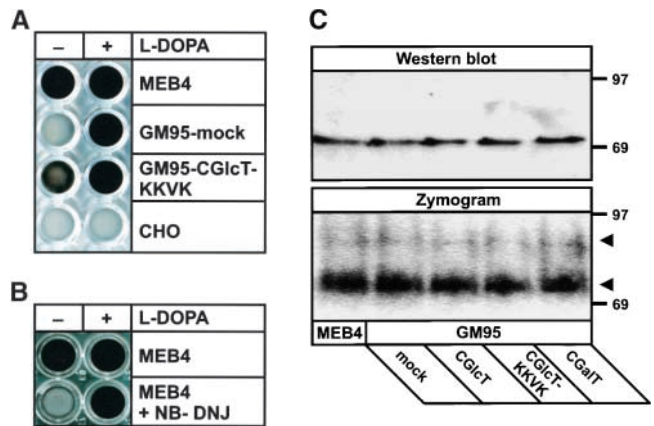 A
– + L-DOPA
MEB4
GM95-mock
GM95-CGlcT-
KKVK
CHO
B
– + L-DOPA
MEB4
MEB4
+ NB- DNJ
C
Western blot
97
69
Zymogram
97
69
MEB4 GM95
mock
CGlcT
CGlcT-
KKVK
CGalT